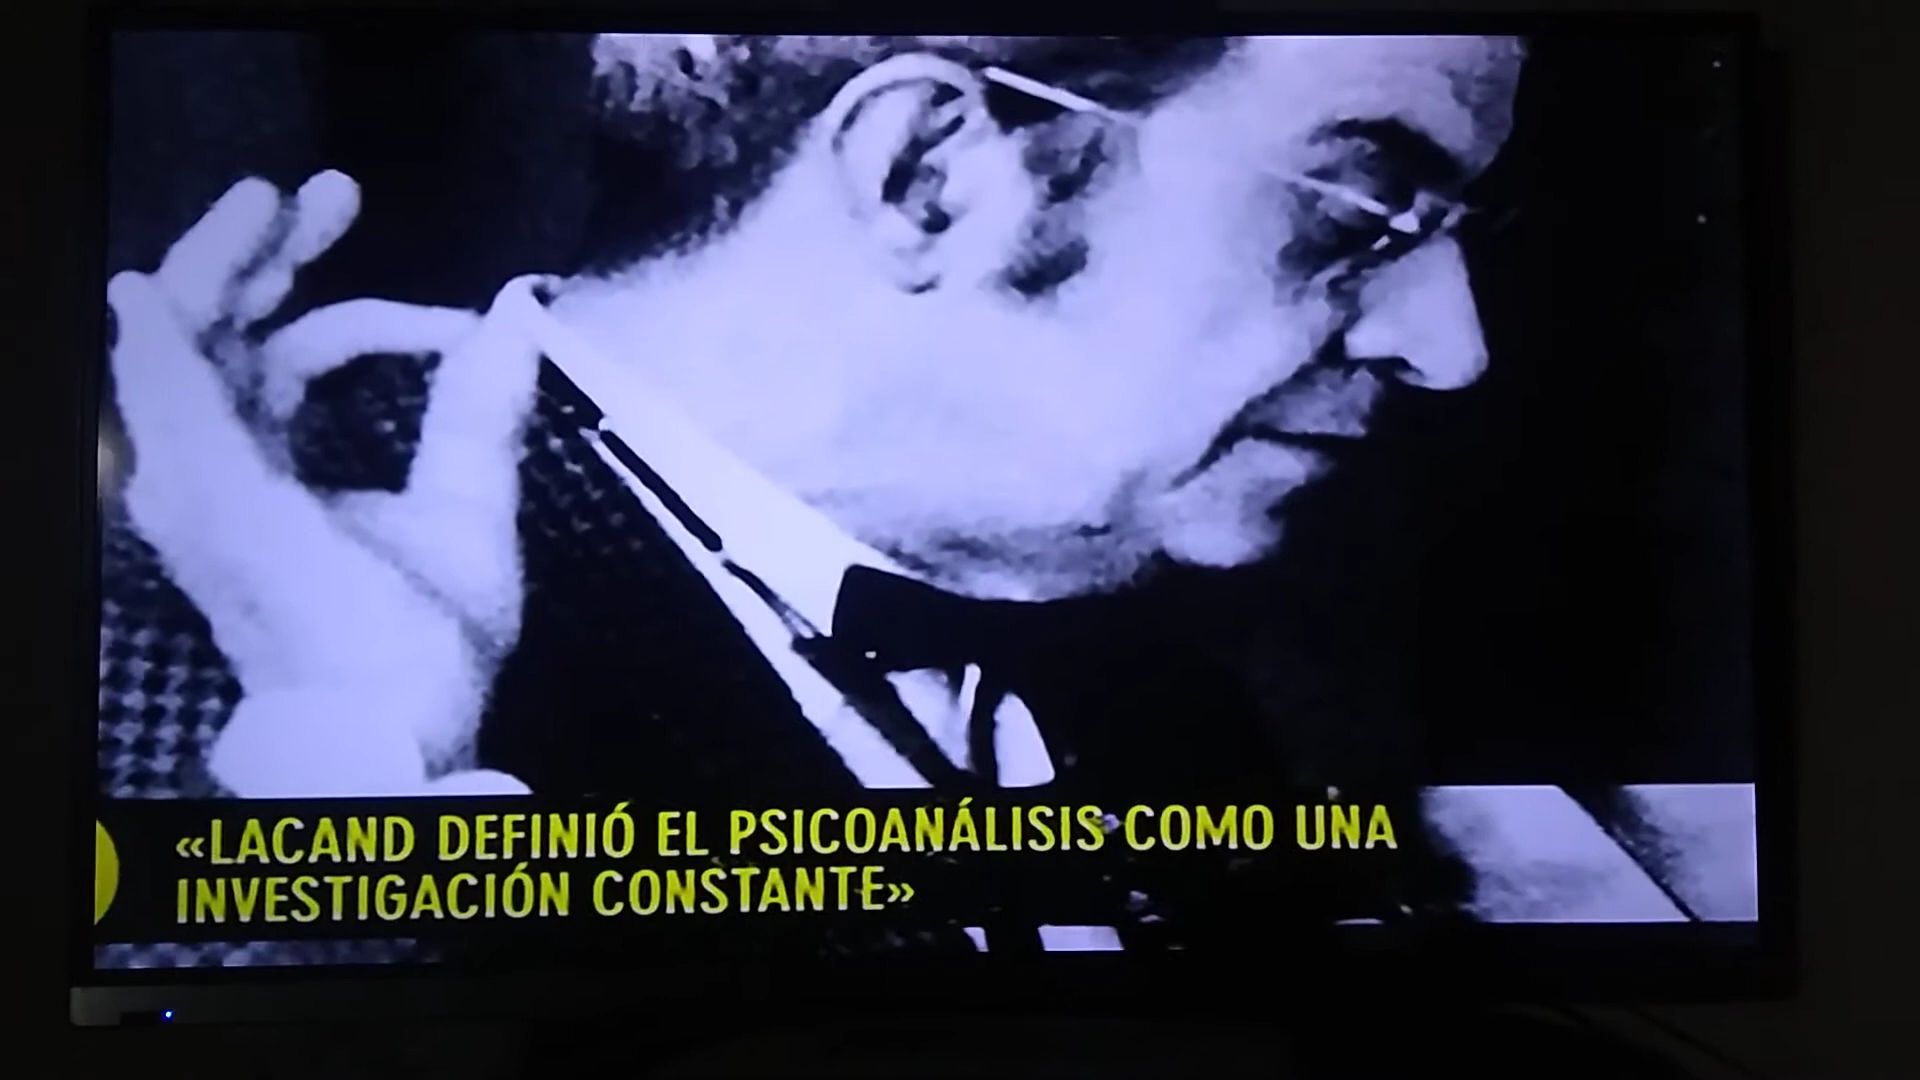 «LACAND DEFINIÓ EL PSICOANÁLISIS COMO UNA
INVESTIGACIÓN CONSTANTE»